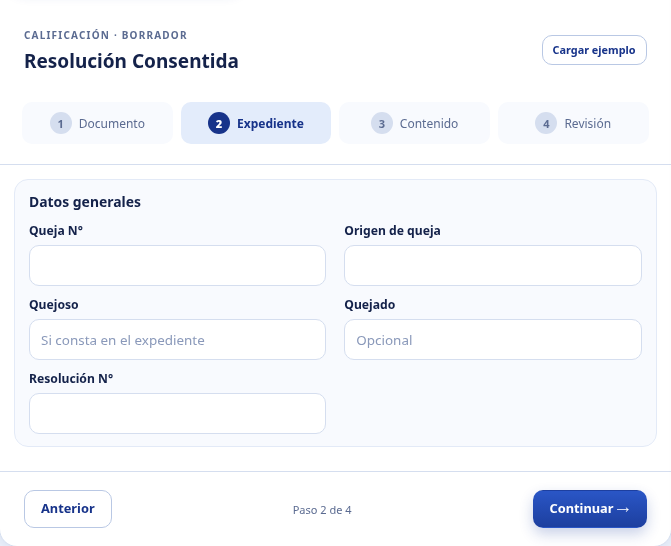 CALIFICACIÓN · BORRADOR
Resolución Consentida
Cargar ejemplo
1 Documento
2 Expediente
3 Contenido
4 Revisión
Datos generales
Queja N°
Origen de queja
Quejoso
Quejado
Si consta en el expediente
Opcional
Resolución N°
Anterior
Paso 2 de 4
Continuar →